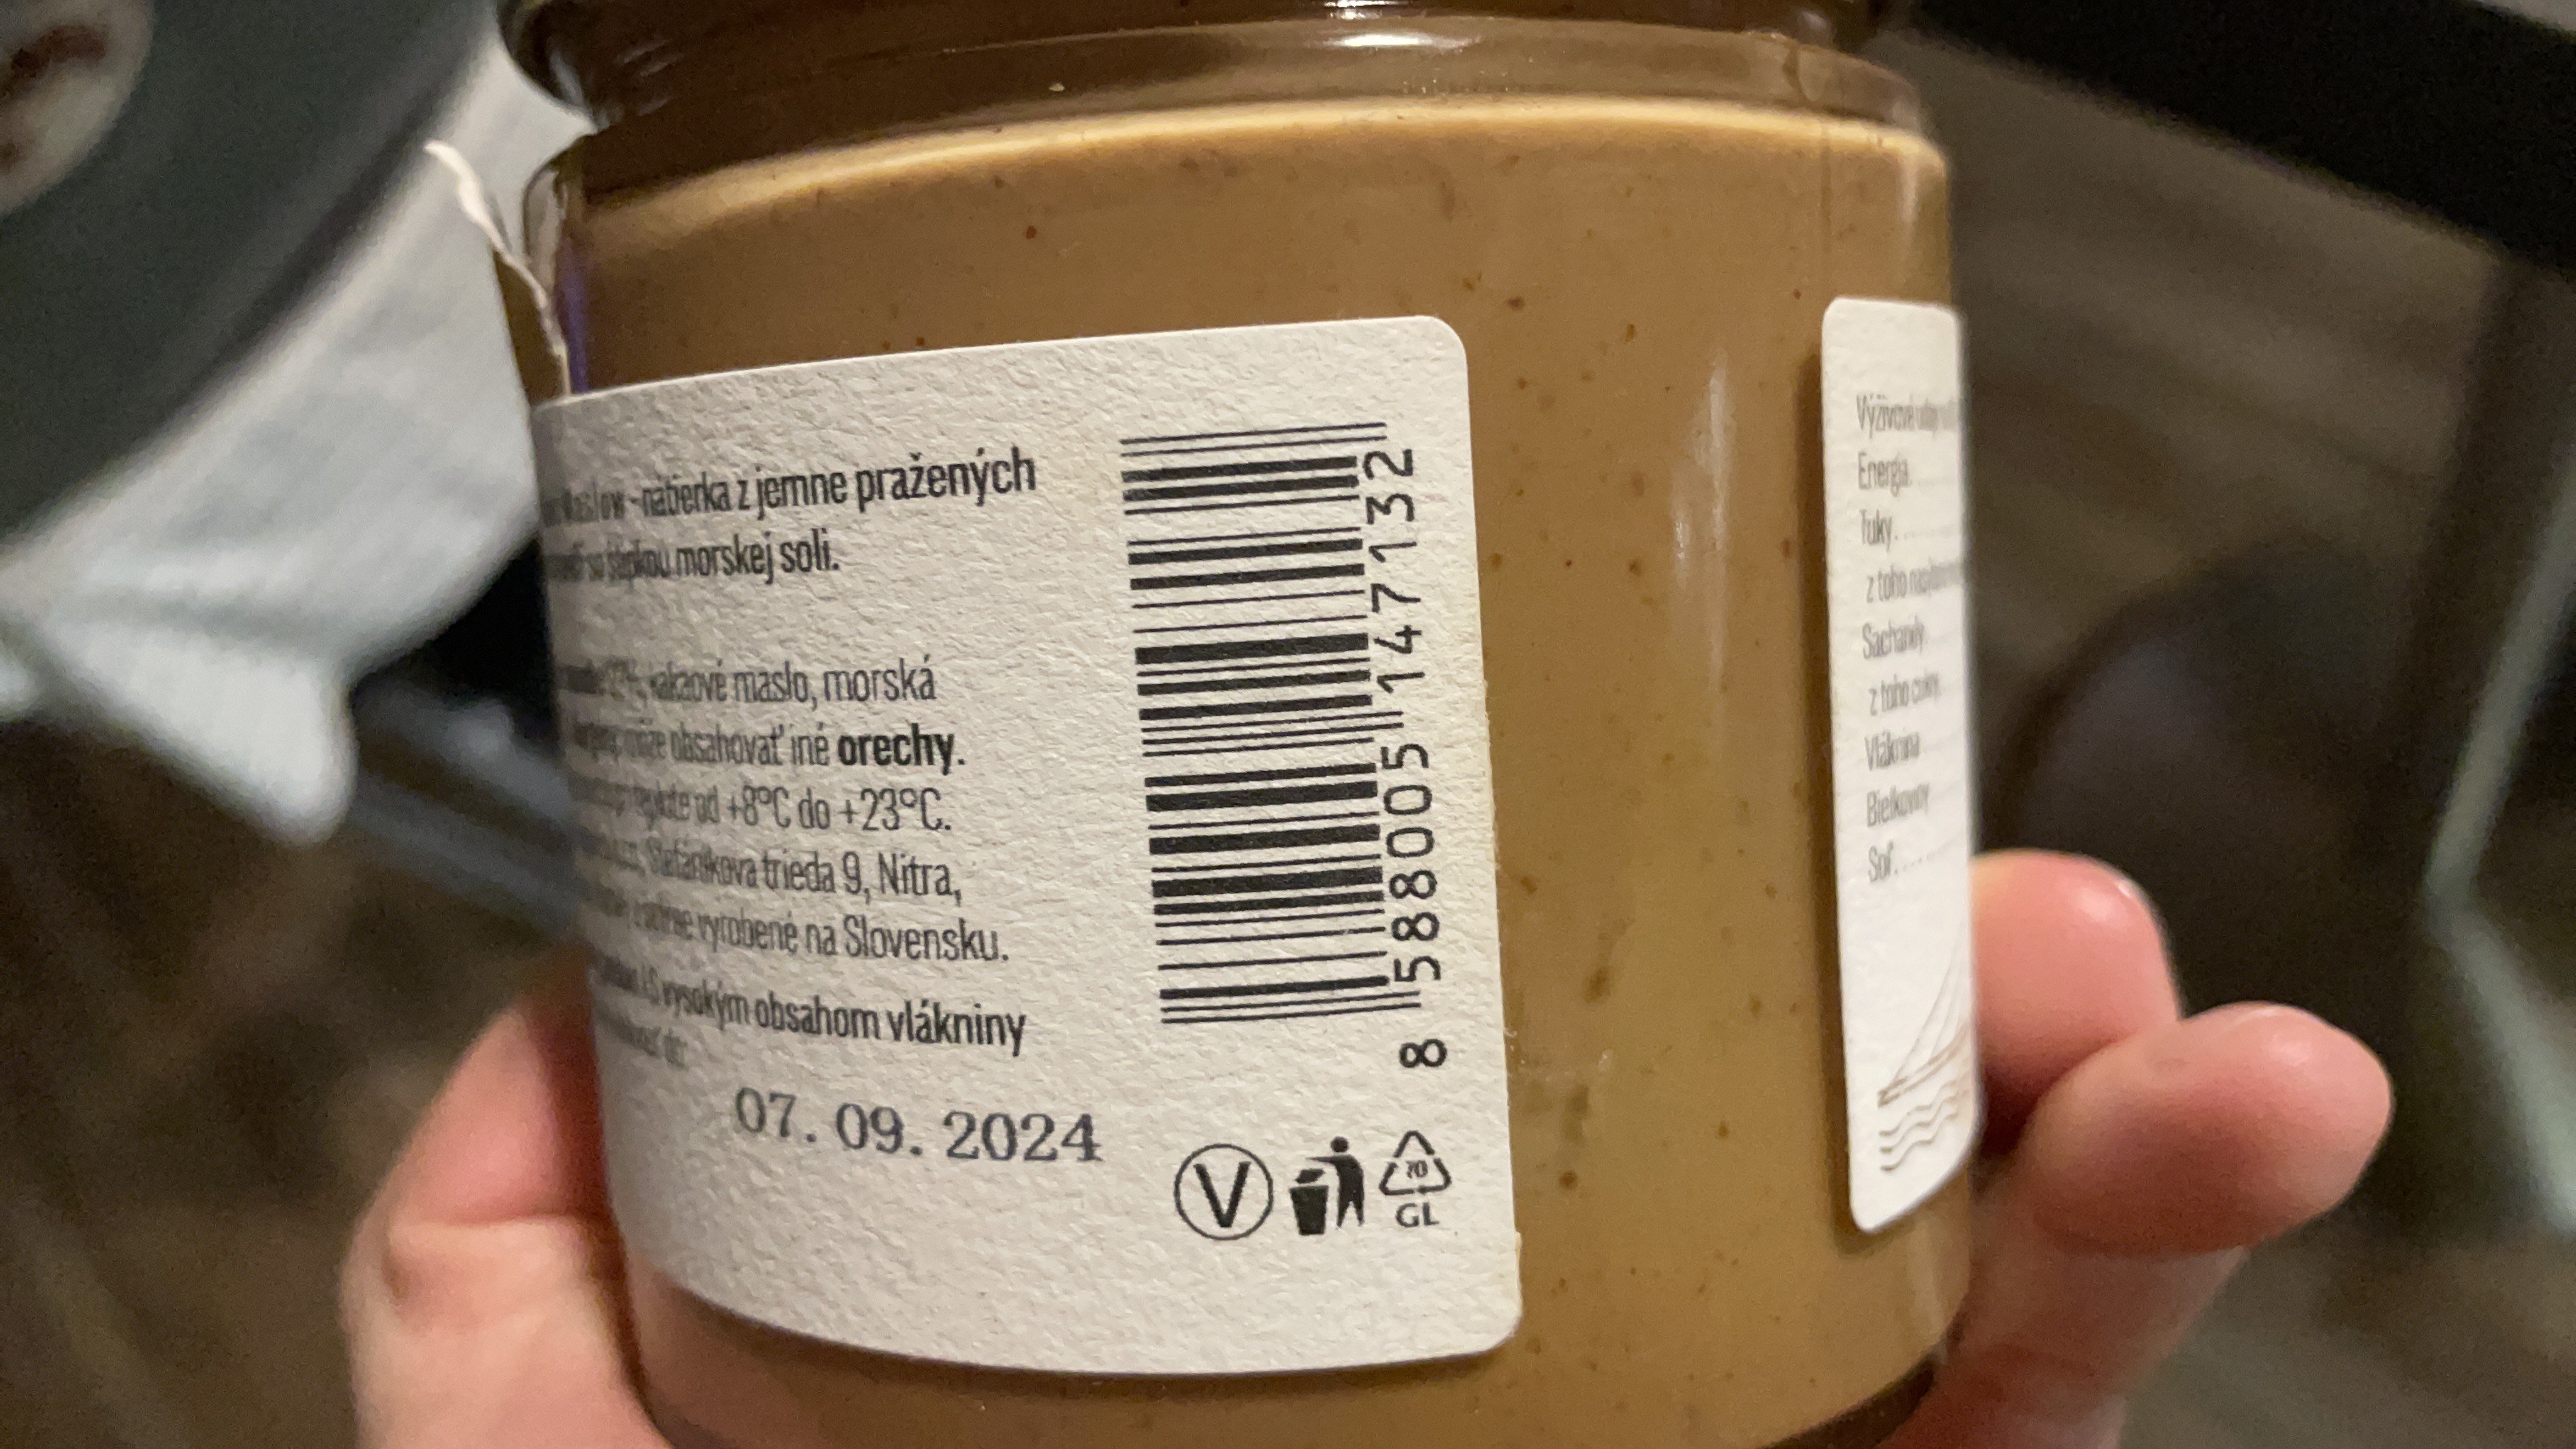 natierka z jemne pražených
štipkou morskej soli.
kakaové maslo, morská
môže obsahovať iné orechy.
od +8°C do +23°C.
Štefánikova trieda 9, Nitra,
vyrobené na Slovensku.
S vysokým obsahom vlákniny
07. 09. 2024
8 588005 147132
V
70
GL
Výživové
Energia
Tuky
z toho
Sacharidy
z toho cukry
Vláknina
Bielkoviny
Soľ